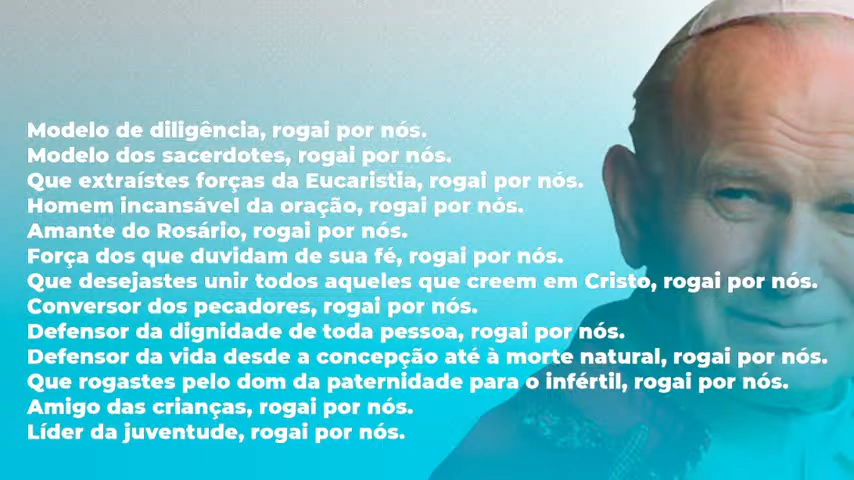 Modelo de diligência, rogai por nós.
Modelo dos sacerdotes, rogai por nós.
Que extraístes forças da Eucaristia, rogai por nós.
Homem incansável da oração, rogai por nós.
Amante do Rosário, rogai por nós.
Força dos que duvidam de sua fé, rogai por nós.
Que desejastes unir todos aqueles que creem em Cristo, rogai por nós.
Conversor dos pecadores, rogai por nós.
Defensor da dignidade de toda pessoa, rogai por nós.
Defensor da vida desde a concepção até à morte natural, rogai por nós.
Que rogastes pelo dom da paternidade para o infértil, rogai por nós.
Amigo das crianças, rogai por nós.
Líder da juventude, rogai por nós.